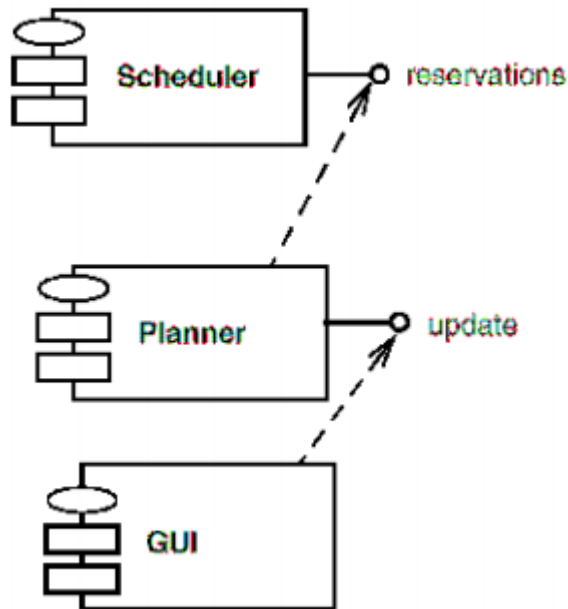 Scheduler
reservations
Planner
update
GUI